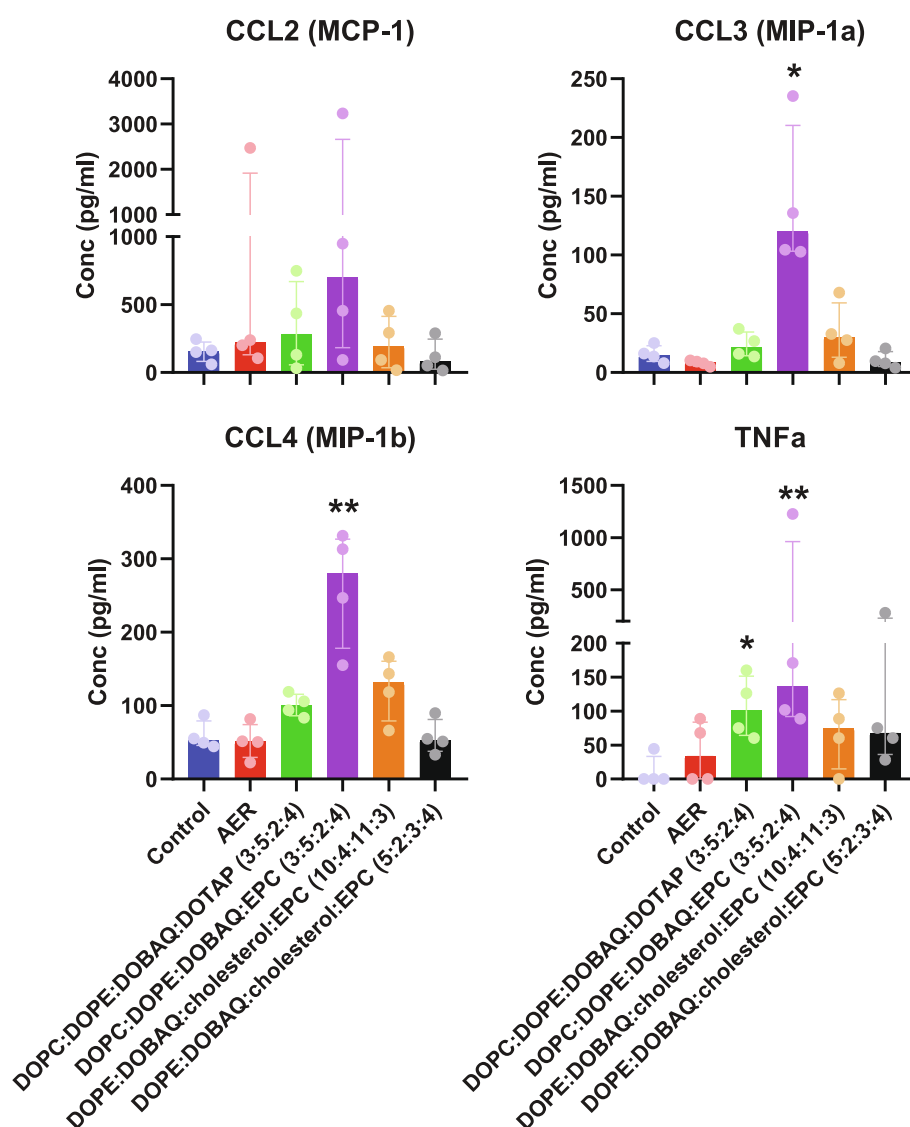 CCL2 (MCP-1)
Conc (pg/ml)
4000
3000
2000
1000
1000
500
0
CCL3 (MIP-1a)
*
Conc (pg/ml)
250
200
150
100
50
0
CCL4 (MIP-1b)
**
Conc (pg/ml)
400
300
200
100
0
Control
AER
DOPC:DOPE:DOBAQ:DOTAP (3:5:2:4)
DOPC:DOPE:DOBAQ:EPC (3:5:2:4)
DOPE:DOBAQ:cholesterol:EPC (10:4:11:3)
DOPE:DOBAQ:cholesterol:EPC (5:2:3:4)
TNFa
*
**
Conc (pg/ml)
1500
1000
500
200
150
100
50
0
Control
AER
DOPC:DOPE:DOBAQ:DOTAP (3:5:2:4)
DOPC:DOPE:DOBAQ:EPC (3:5:2:4)
DOPE:DOBAQ:cholesterol:EPC (10:4:11:3)
DOPE:DOBAQ:cholesterol:EPC (5:2:3:4)